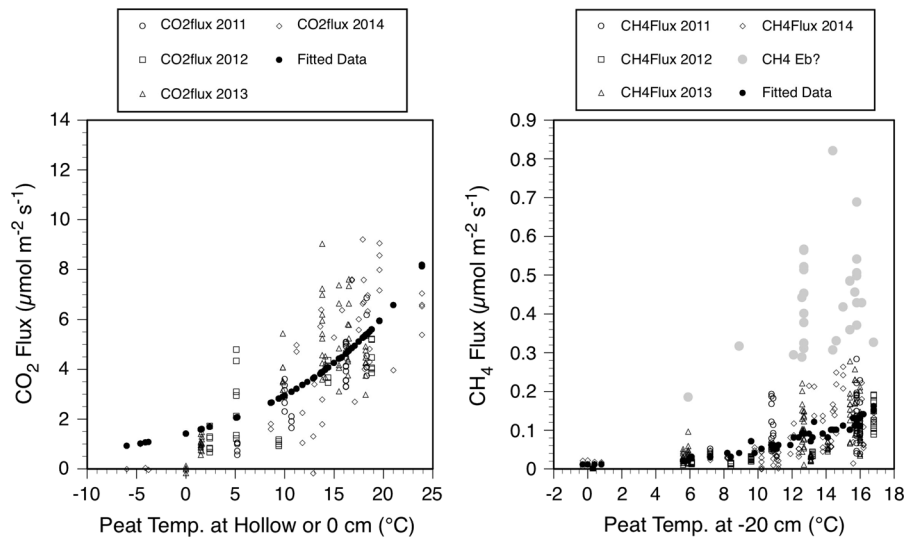 CO2flux 2011
CO2flux 2014
CO2flux 2012
Fitted Data
CO2flux 2013
14
12
10
8
6
4
2
0
CO2 Flux (µmol m-2 s-1)
-10 -5 0 5 10 15 20 25
Peat Temp. at Hollow or 0 cm (°C)
CH4Flux 2011
CH4Flux 2014
CH4Flux 2012
CH4 Eb?
CH4Flux 2013
Fitted Data
0.9
0.8
0.7
0.6
0.5
0.4
0.3
0.2
0.1
0
CH4 Flux (µmol m-2 s-1)
-2 0 2 4 6 8 10 12 14 16 18
Peat Temp. at -20 cm (°C)